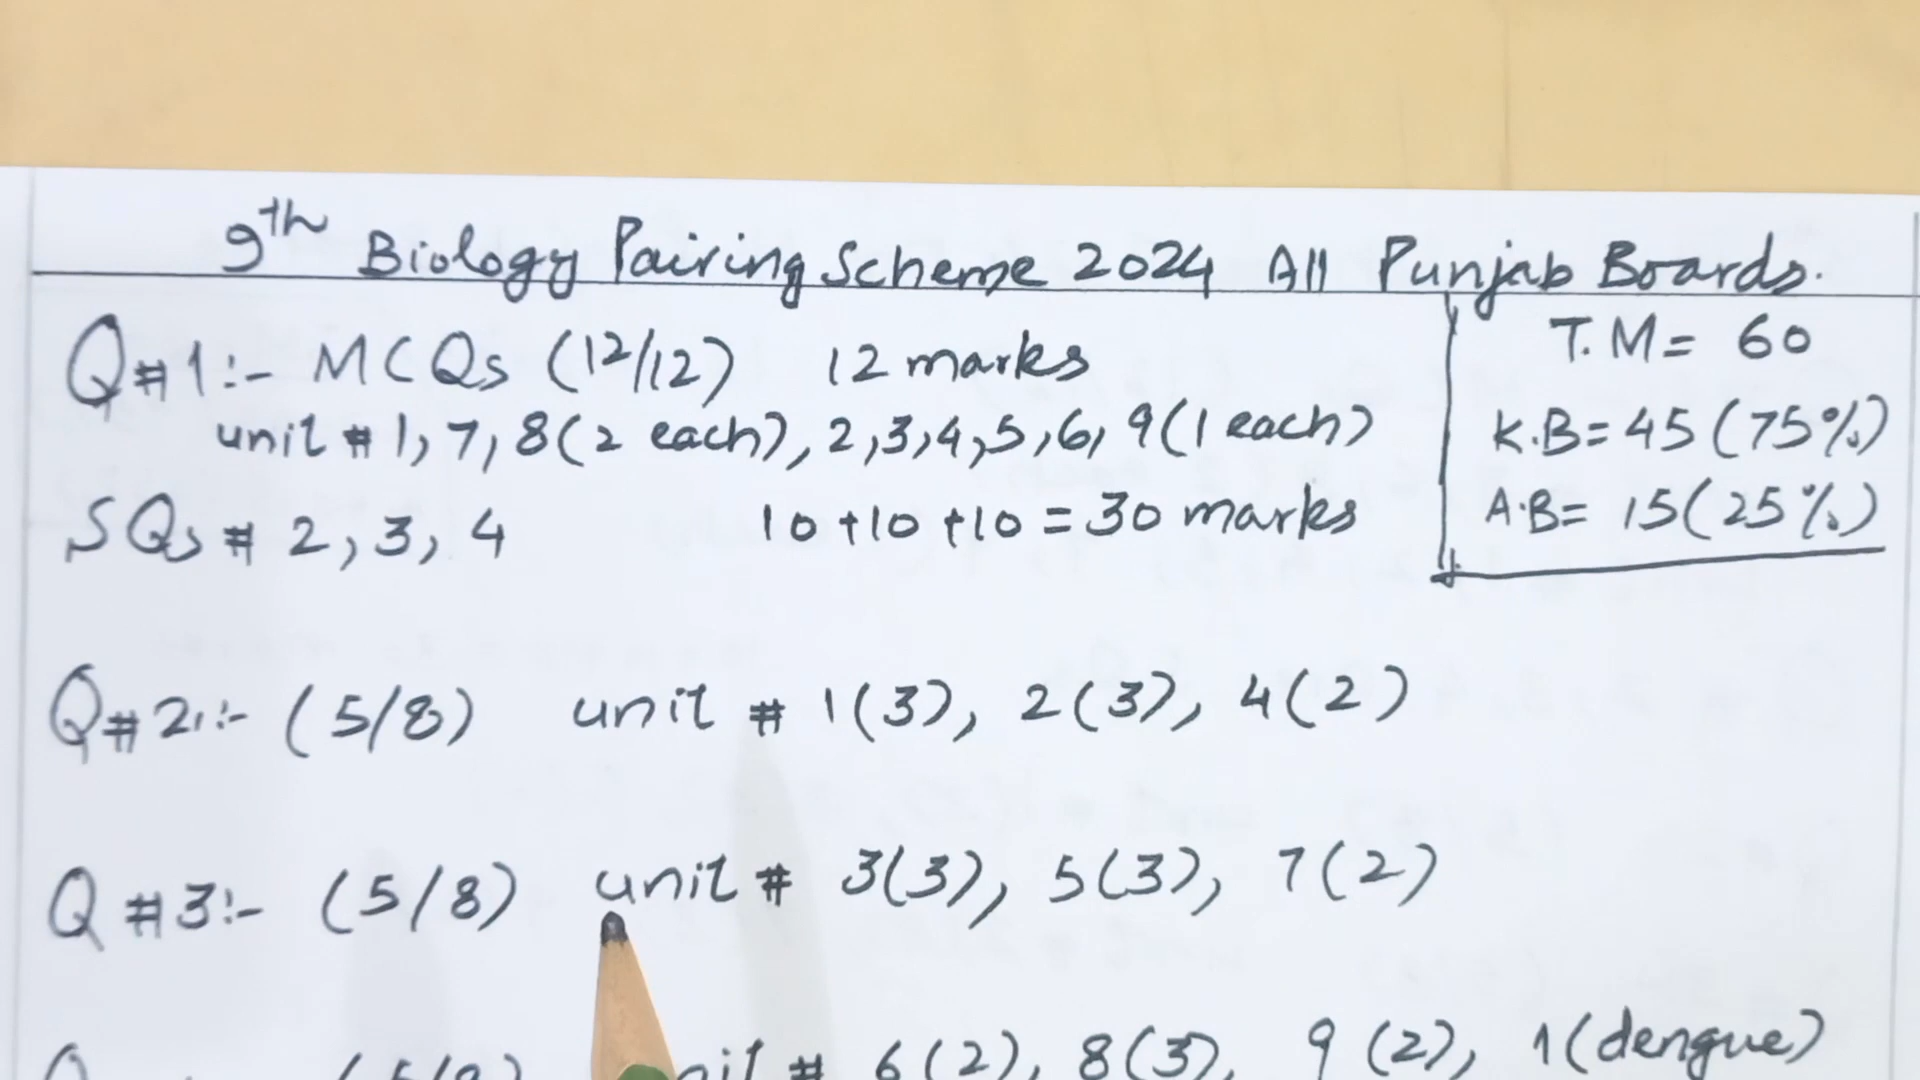 9th Biology Pairing Scheme 2024 All Punjab Boards.
Q#1:- MCQs (12/12) 12 marks
unit # 1, 7, 8(2 each), 2,3,4,5,6, 9(1 each)
SQs # 2, 3, 4 10+10+10=30 marks
T.M= 60
K.B=45(75%)
A.B= 15(25%)
Q#2:- (5/8) unit # 1(3), 2(3), 4(2)
Q#3:- (5/8) unit # 3(3), 5(3), 7(2)
(5/8) unit # 6(2), 8(3), 9(2), 1(dengue)